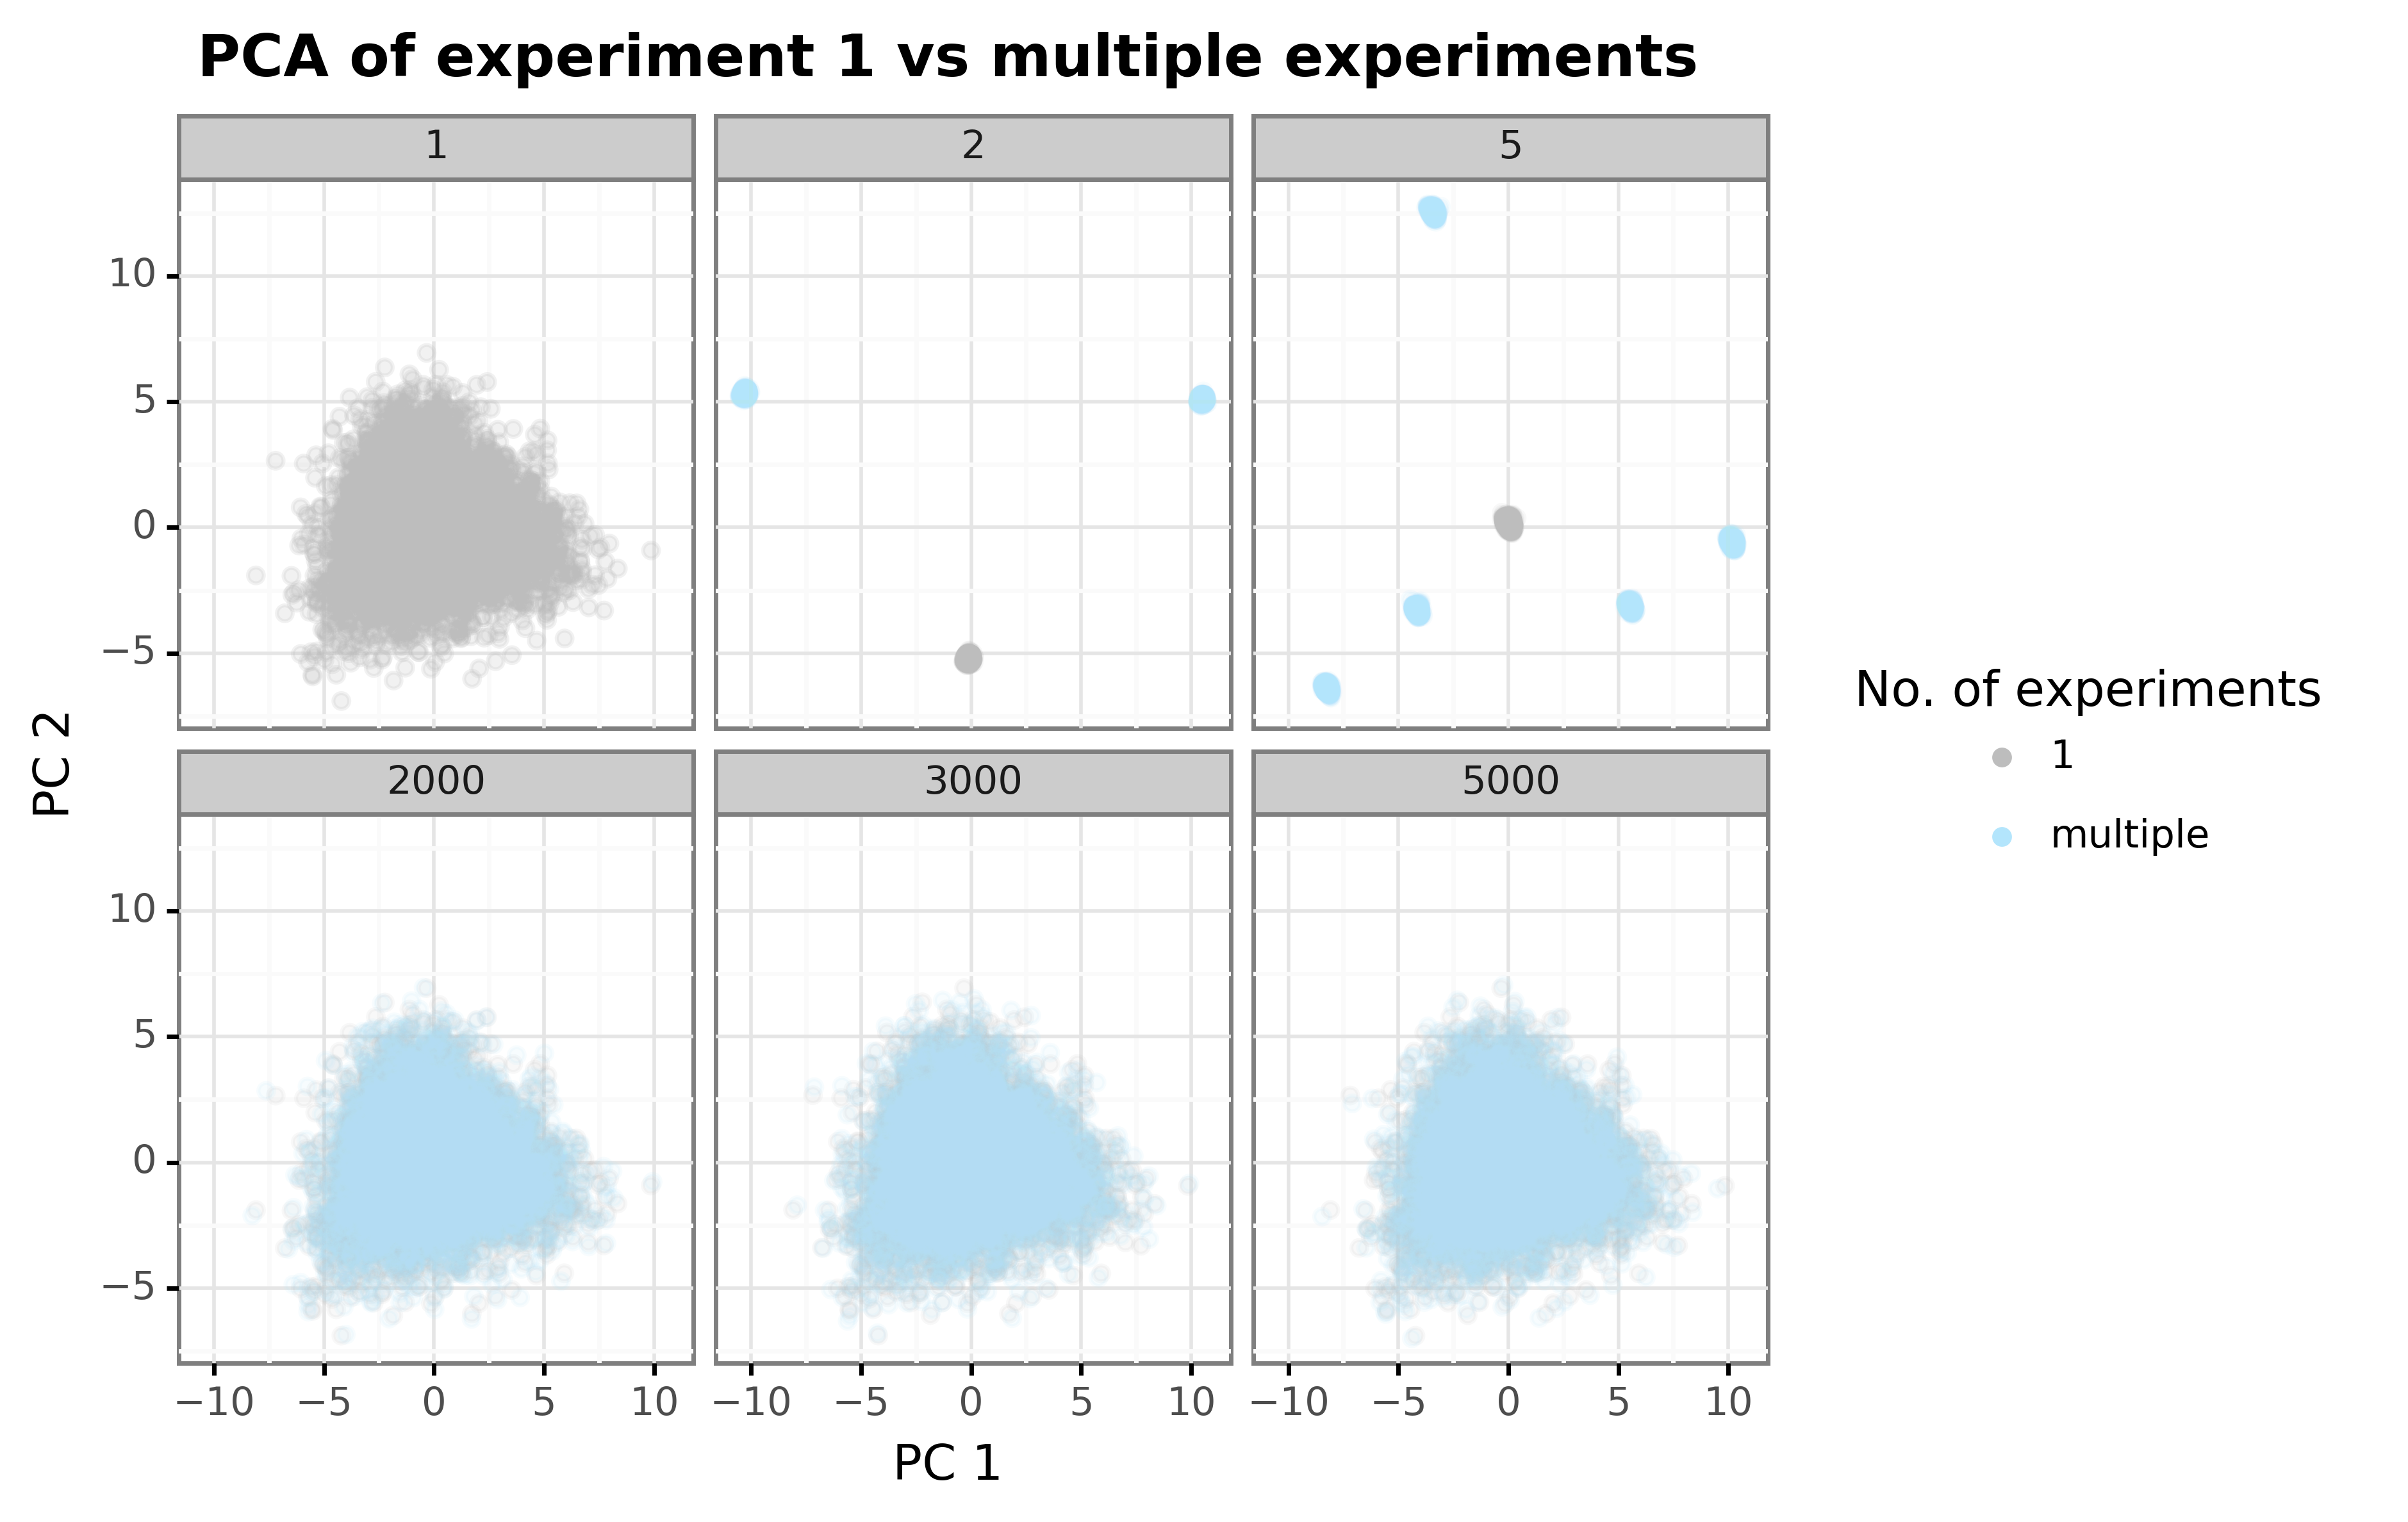 PCA of experiment 1 vs multiple experiments
1 2 5
10
5
0
−5
PC 2
2000 3000 5000
10
5
0
−5
−10 −5 0 5 10 −10 −5 0 5 10 −10 −5 0 5 10
PC 1
No. of experiments
1
multiple